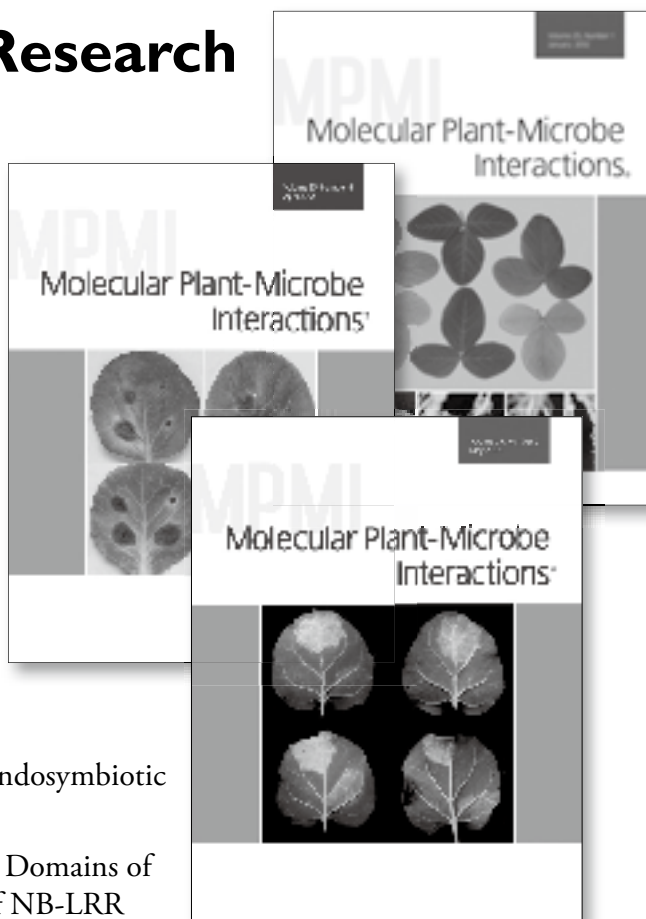 Research
MPMI
Molecular Plant-Microbe
Interactions.
MPMI
Molecular Plant-Microbe
Interactions
MPMI
Molecular Plant-Microbe
Interactions
ndosymbiotic
Domains of
f NB-LRR